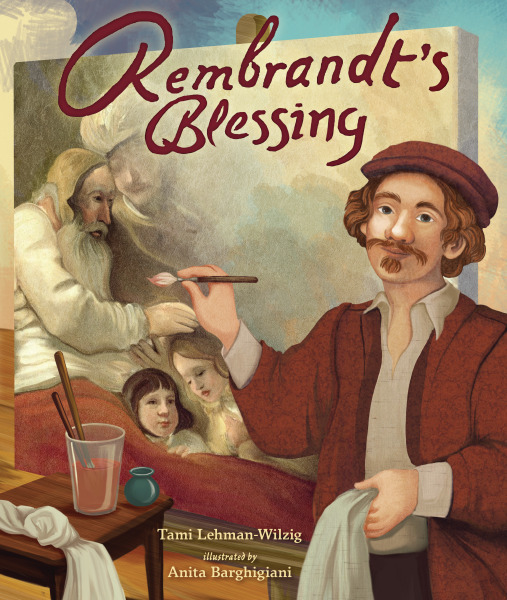 Rembrandt's
Blessing
Tami Lehman-Wilzig
illustrated by
Anita Barghigiani